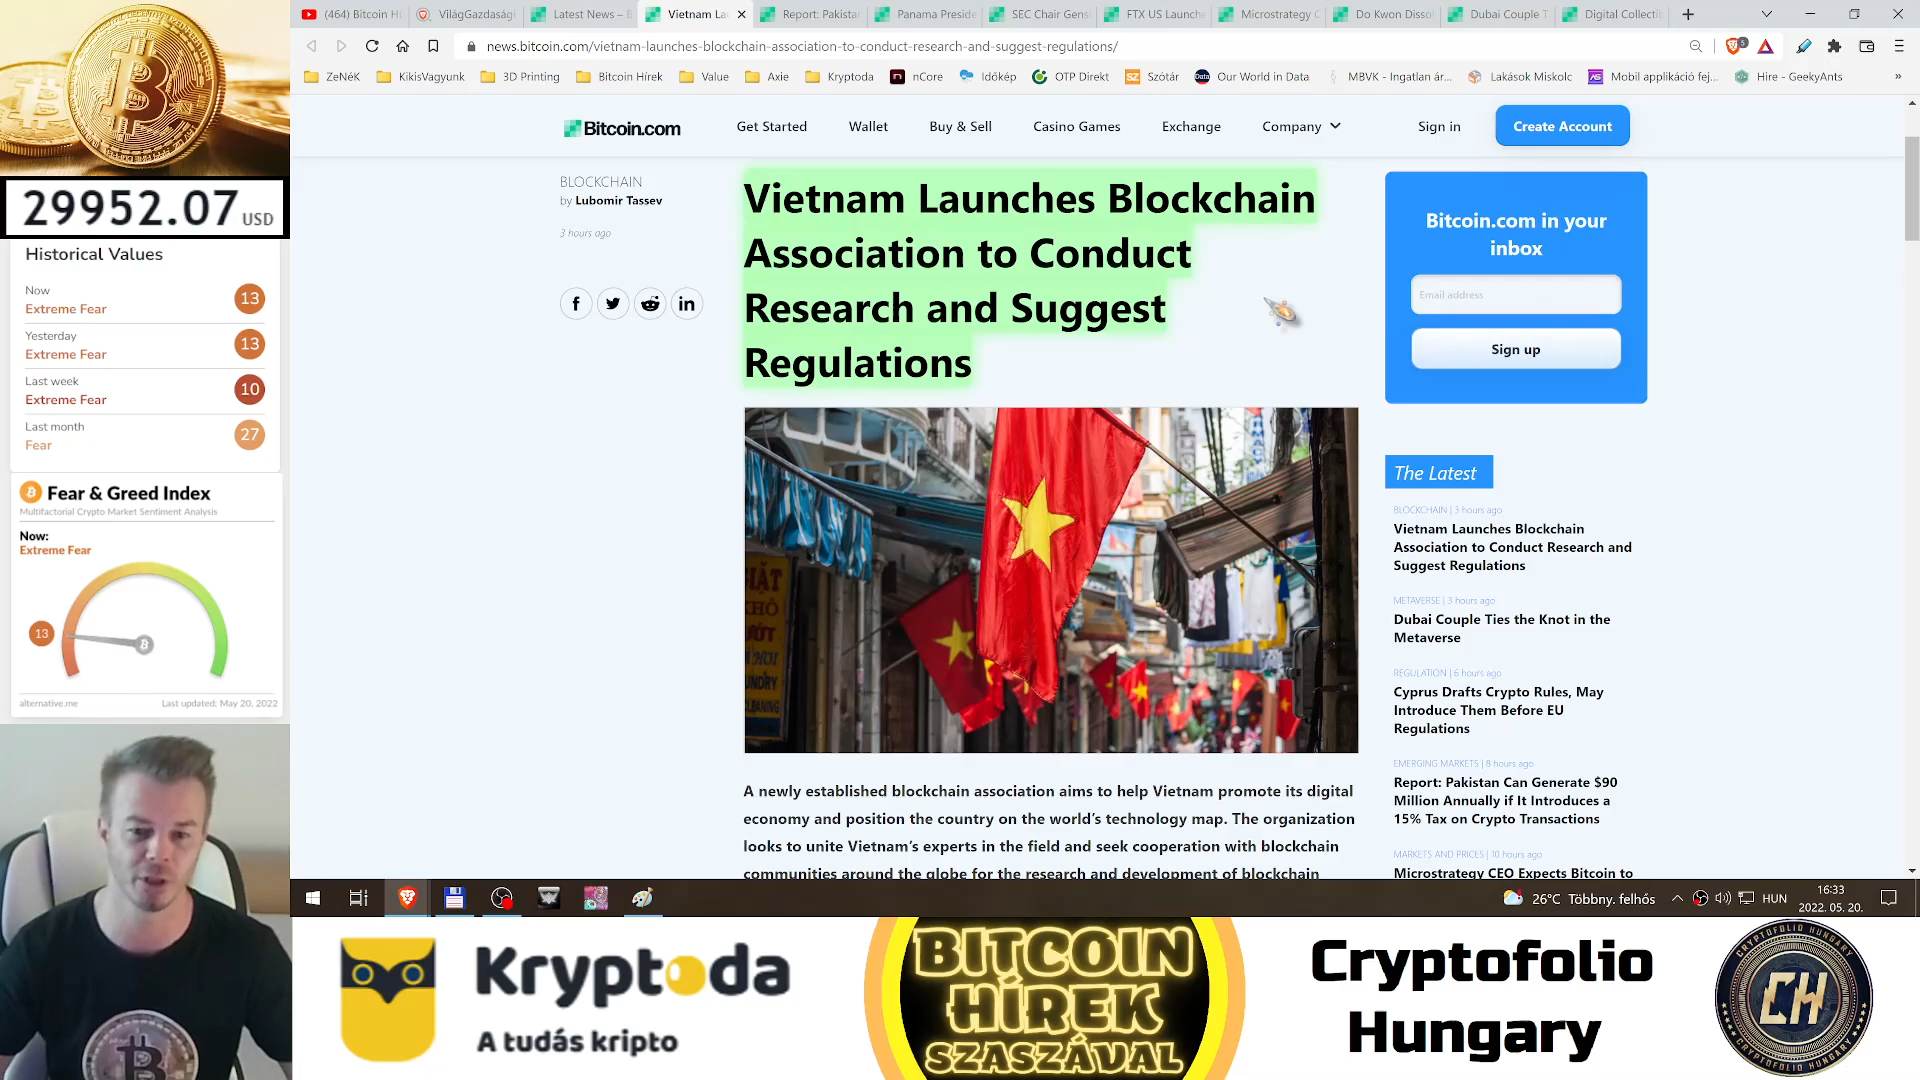 (464) Bitcoin Hí
VilágGazdasági
Latest News – B
Vietnam La
Report: Pakistan
Panama Preside
SEC Chair Gens
FTX US Launche
Microstrategy C
Do Kwon Dissol
Dubai Couple T
Digital Collectib
news.bitcoin.com/vietnam-launches-blockchain-association-to-conduct-research-and-suggest-regulations/
5
ZeNéK
KikisVagyunk
3D Printing
Bitcoin Hírek
Value
Axie
Kryptoda
nCore
Időkép
OTP Direkt
Szótár
Our World in Data
MBVK - Ingatlan ár...
Lakások Miskolc
Mobil applikáció fej...
Hire - GeekyAnts
Bitcoin.com
Get Started
Wallet
Buy & Sell
Casino Games
Exchange
Company
Sign in
Create Account
BLOCKCHAIN
by Lubomir Tassev
3 hours ago
Vietnam Launches Blockchain
Association to Conduct
Research and Suggest
Regulations
A newly established blockchain association aims to help Vietnam promote its digital
economy and position the country on the world's technology map. The organization
looks to unite Vietnam's experts in the field and seek cooperation with blockchain
communities around the globe for the research and development of blockchain
Bitcoin.com in your
inbox
Email address
Sign up
The Latest
BLOCKCHAIN | 3 hours ago
Vietnam Launches Blockchain
Association to Conduct Research and
Suggest Regulations
METAVERSE | 3 hours ago
Dubai Couple Ties the Knot in the
Metaverse
REGULATION | 6 hours ago
Cyprus Drafts Crypto Rules, May
Introduce Them Before EU
Regulations
EMERGING MARKETS | 8 hours ago
Report: Pakistan Can Generate $90
Million Annually if It Introduces a
15% Tax on Crypto Transactions
MARKETS AND PRICES | 10 hours ago
Microstrategy CEO Expects Bitcoin to
29952.07 USD
Historical Values
Now
Extreme Fear
13
Yesterday
Extreme Fear
13
Last week
Extreme Fear
10
Last month
Fear
27
Fear & Greed Index
Multifactorial Crypto Market Sentiment Analysis
Now:
Extreme Fear
13
alternative.me
Last updated: May 20, 2022
26°C Többny. felhős
HUN
16:33
2022. 05. 20.
Kryptoda
A tudás kripto
BITCOIN
HÍREK
SZASZÁVAL
Cryptofolio
Hungary
CRYPTOFOLIO HUNGARY
CH
CRYPTOFOLIO HUNGARY